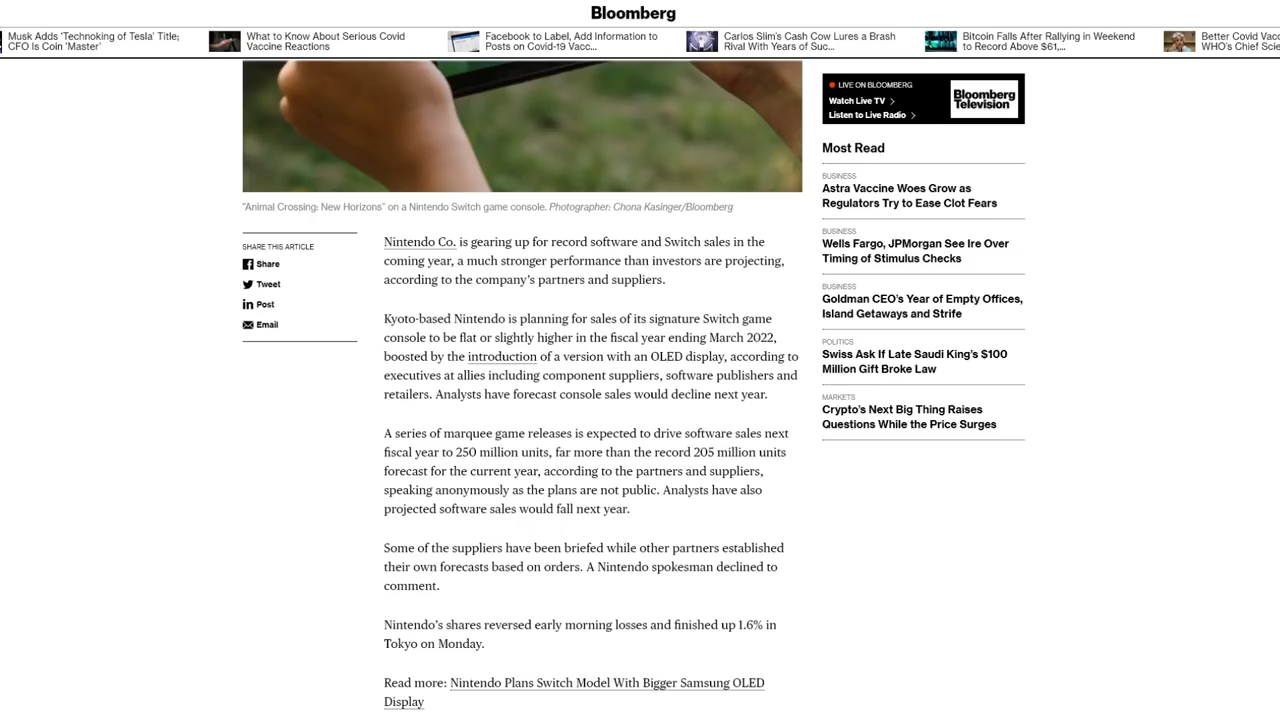 Bloomberg
Musk Adds 'Technoking of Tesla' Title;
CFO Is Coin 'Master'
What to Know About Serious Covid
Vaccine Reactions
Facebook to Label, Add Information to
Posts on Covid-19 Vacc...
Carlos Slim's Cash Cow Lures a Brash
Rival With Years of Suc...
Bitcoin Falls After Rallying in Weekend
to Record Above $61,...
Better Covid Vacc
WHO's Chief Scie
"Animal Crossing: New Horizons" on a Nintendo Switch game console. Photographer: Chona Kasinger/Bloomberg
SHARE THIS ARTICLE
Share
Tweet
Post
Email
Nintendo Co. is gearing up for record software and Switch sales in the
coming year, a much stronger performance than investors are projecting,
according to the company's partners and suppliers.
Kyoto-based Nintendo is planning for sales of its signature Switch game
console to be flat or slightly higher in the fiscal year ending March 2022,
boosted by the introduction of a version with an OLED display, according to
executives at allies including component suppliers, software publishers and
retailers. Analysts have forecast console sales would decline next year.
A series of marquee game releases is expected to drive software sales next
fiscal year to 250 million units, far more than the record 205 million units
forecast for the current year, according to the partners and suppliers,
speaking anonymously as the plans are not public. Analysts have also
projected software sales would fall next year.
Some of the suppliers have been briefed while other partners established
their own forecasts based on orders. A Nintendo spokesman declined to
comment.
Nintendo's shares reversed early morning losses and finished up 1.6% in
Tokyo on Monday.
Read more: Nintendo Plans Switch Model With Bigger Samsung OLED
Display
LIVE ON BLOOMBERG
Watch Live TV
Listen to Live Radio
Bloomberg
Television
Most Read
BUSINESS
Astra Vaccine Woes Grow as
Regulators Try to Ease Clot Fears
BUSINESS
Wells Fargo, JPMorgan See Ire Over
Timing of Stimulus Checks
BUSINESS
Goldman CEO's Year of Empty Offices,
Island Getaways and Strife
POLITICS
Swiss Ask If Late Saudi King's $100
Million Gift Broke Law
MARKETS
Crypto's Next Big Thing Raises
Questions While the Price Surges